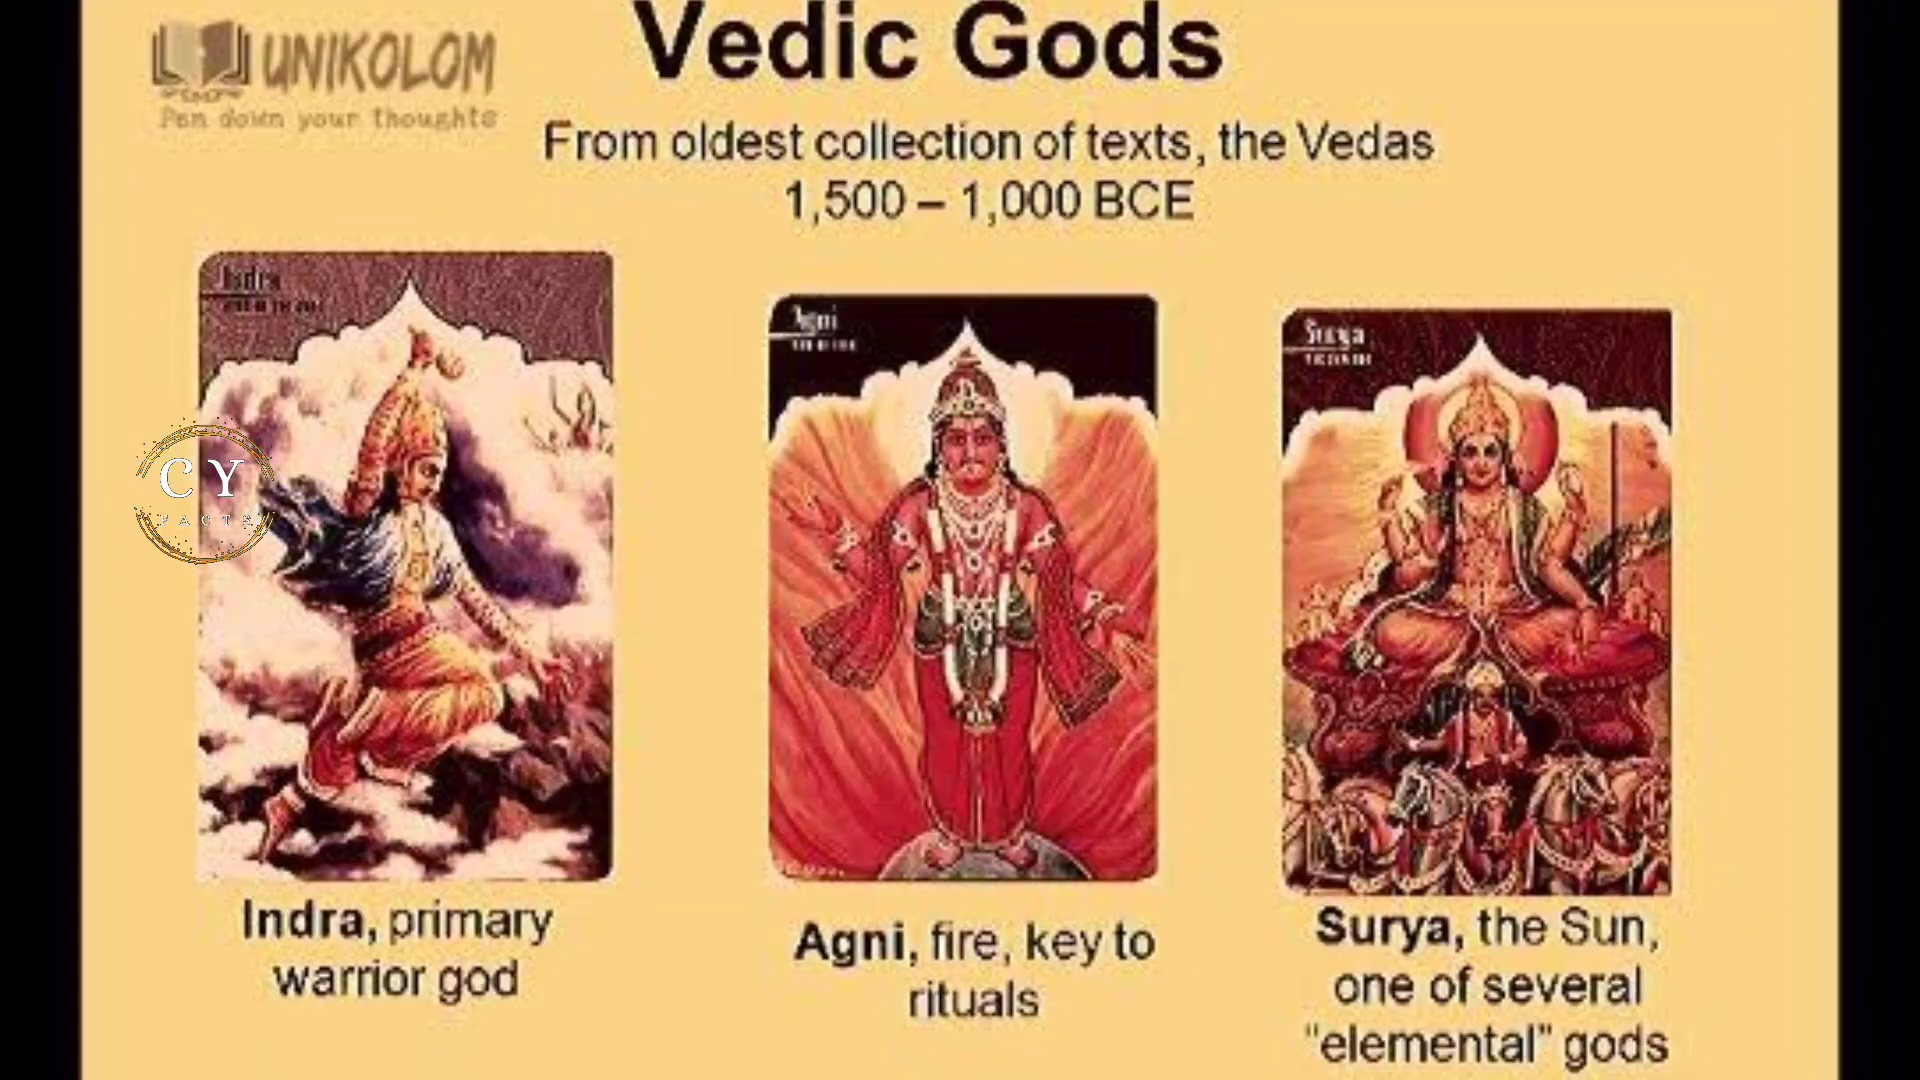 UNIKOLOM
Pen down your thoughts
Vedic Gods
From oldest collection of texts, the Vedas
1,500 – 1,000 BCE
Indra
Agni
Surya
CY
FACTS
Indra, primary
warrior god
Agni, fire, key to
rituals
Surya, the Sun,
one of several
"elemental" gods